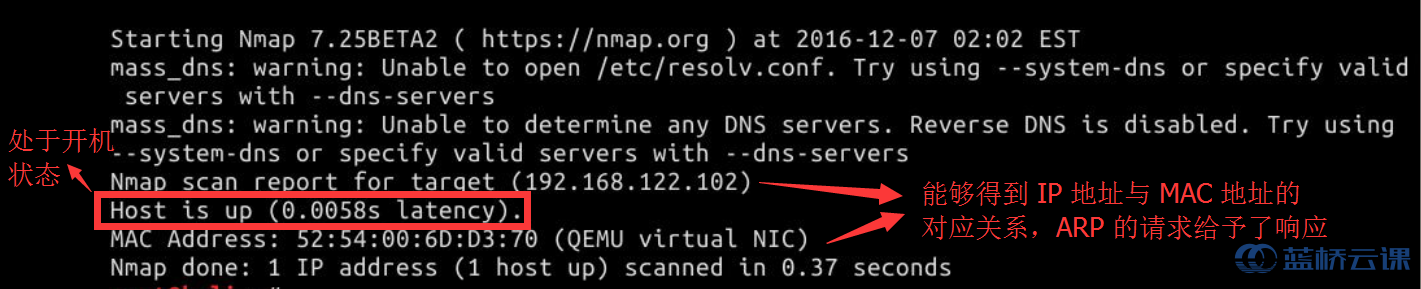 Starting Nmap 7.25BETA2 ( https://nmap.org ) at 2016-12-07 02:02 EST
mass_dns: warning: Unable to open /etc/resolv.conf. Try using --system-dns or specify valid
servers with --dns-servers
mass_dns: warning: Unable to determine any DNS servers. Reverse DNS is disabled. Try using
--system-dns or specify valid servers with --dns-servers
处于开机
状态
Nmap scan report for target (192.168.122.102)
Host is up (0.0058s latency).
MAC Address: 52:54:00:6D:D3:70 (QEMU virtual NIC)
Nmap done: 1 IP address (1 host up) scanned in 0.37 seconds
能够得到 IP 地址与 MAC 地址的
对应关系，ARP 的请求给予了响应
蓝桥云课